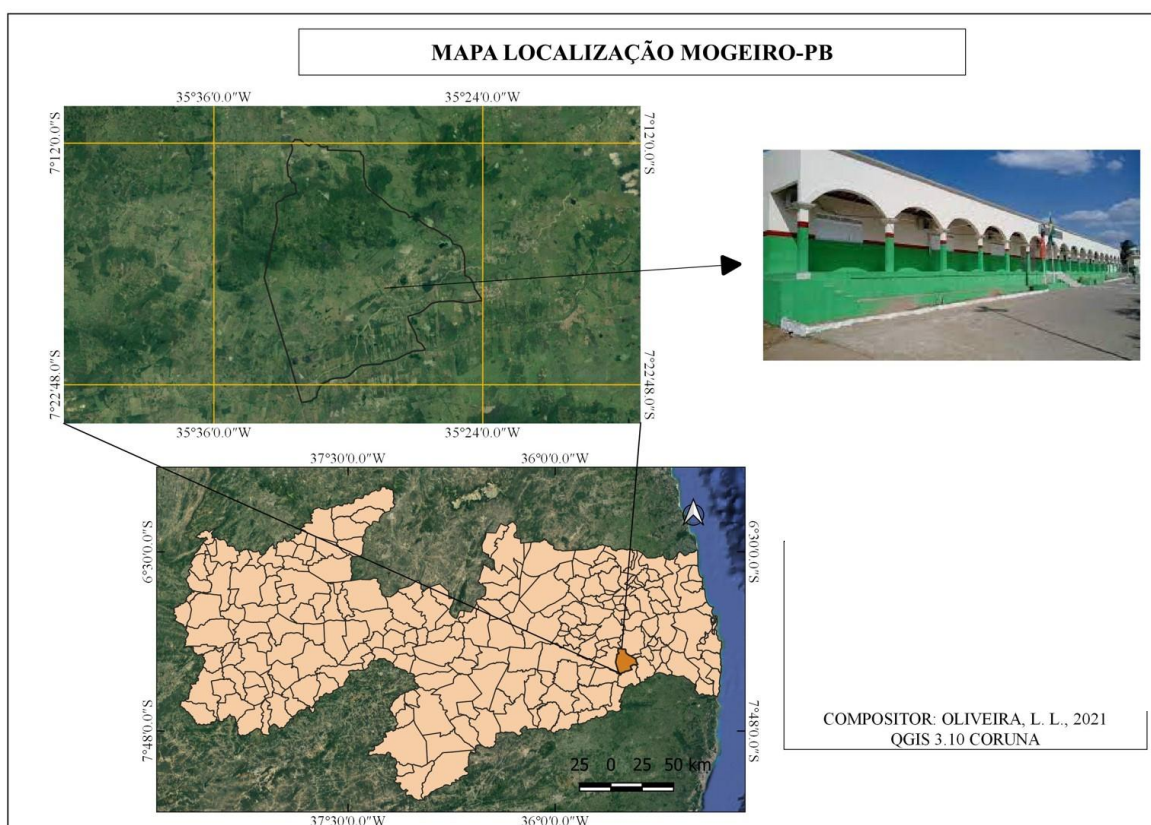 MAPA LOCALIZAÇÃO MOGEIRO-PB
35°36'0.0"W
35°24'0.0"W
7°12'0.0"S
7°12'0.0"S
7°22'48.0"S
7°22'48.0"S
35°36'0.0"W
35°24'0.0"W
37°30'0.0"W
36°0'0.0"W
6°30'0.0"S
6°30'0.0"S
7°48'0.0"S
7°48'0.0"S
25 0 25 50 km
37°30'0.0"W
36°0'0.0"W
COMPOSITOR: OLIVEIRA, L. L., 2021
QGIS 3.10 CORUNA